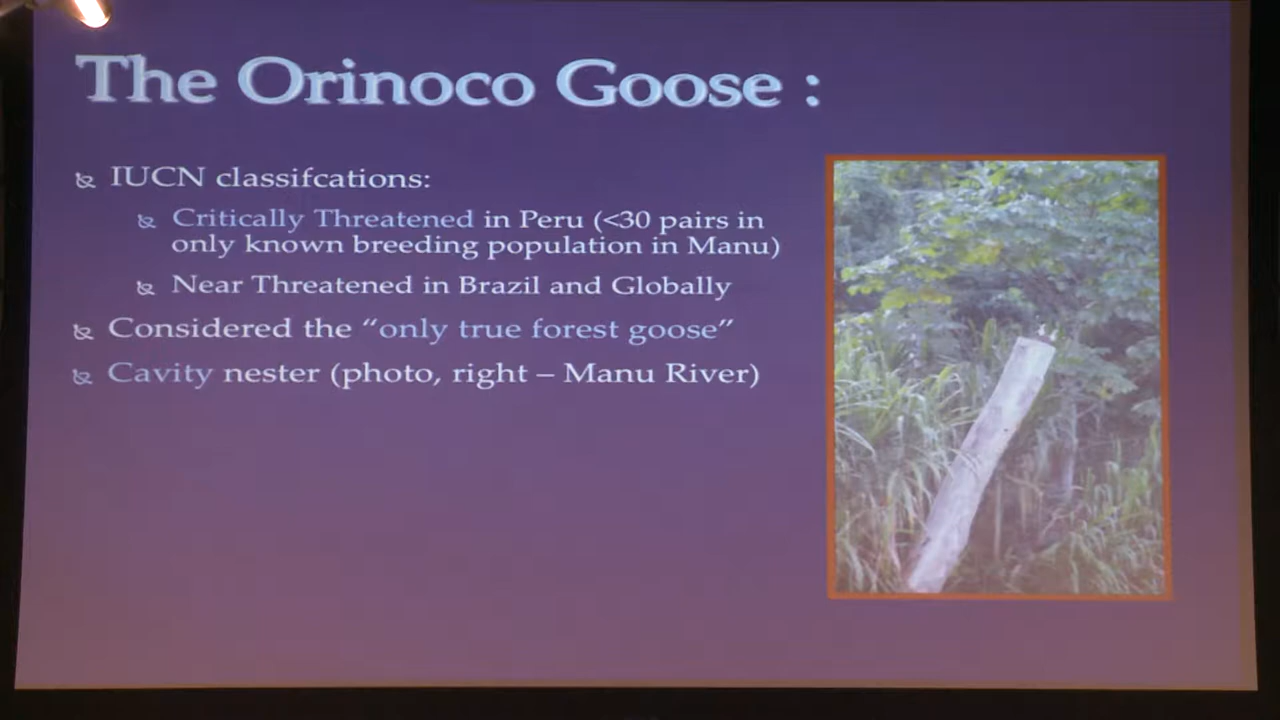 The Orinoco Goose :
IUCN classifcations:
Critically Threatened in Peru (<30 pairs in
only known breeding population in Manu)
Near Threatened in Brazil and Globally
Considered the “only true forest goose”
Cavity nester (photo, right – Manu River)